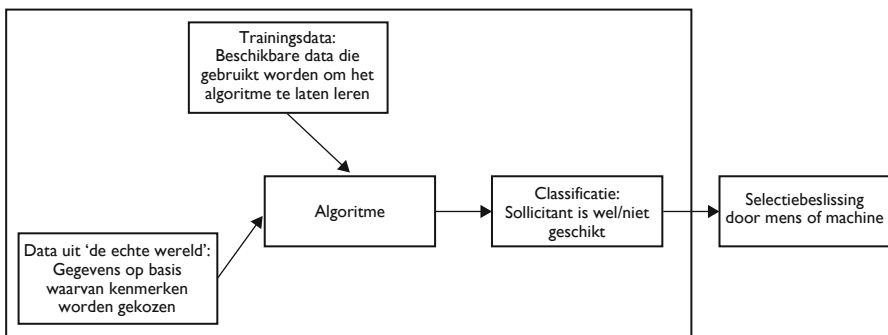 Trainingsdata:
Beschikbare data die
gebruikt worden om het
algoritme te laten leren
Algoritme
Classificatie:
Sollicitant is wel/niet
geschikt
Selectiebeslissing
door mens of machine
Data uit ‘de echte wereld’:
Gegevens op basis
waarvan kenmerken
worden gekozen